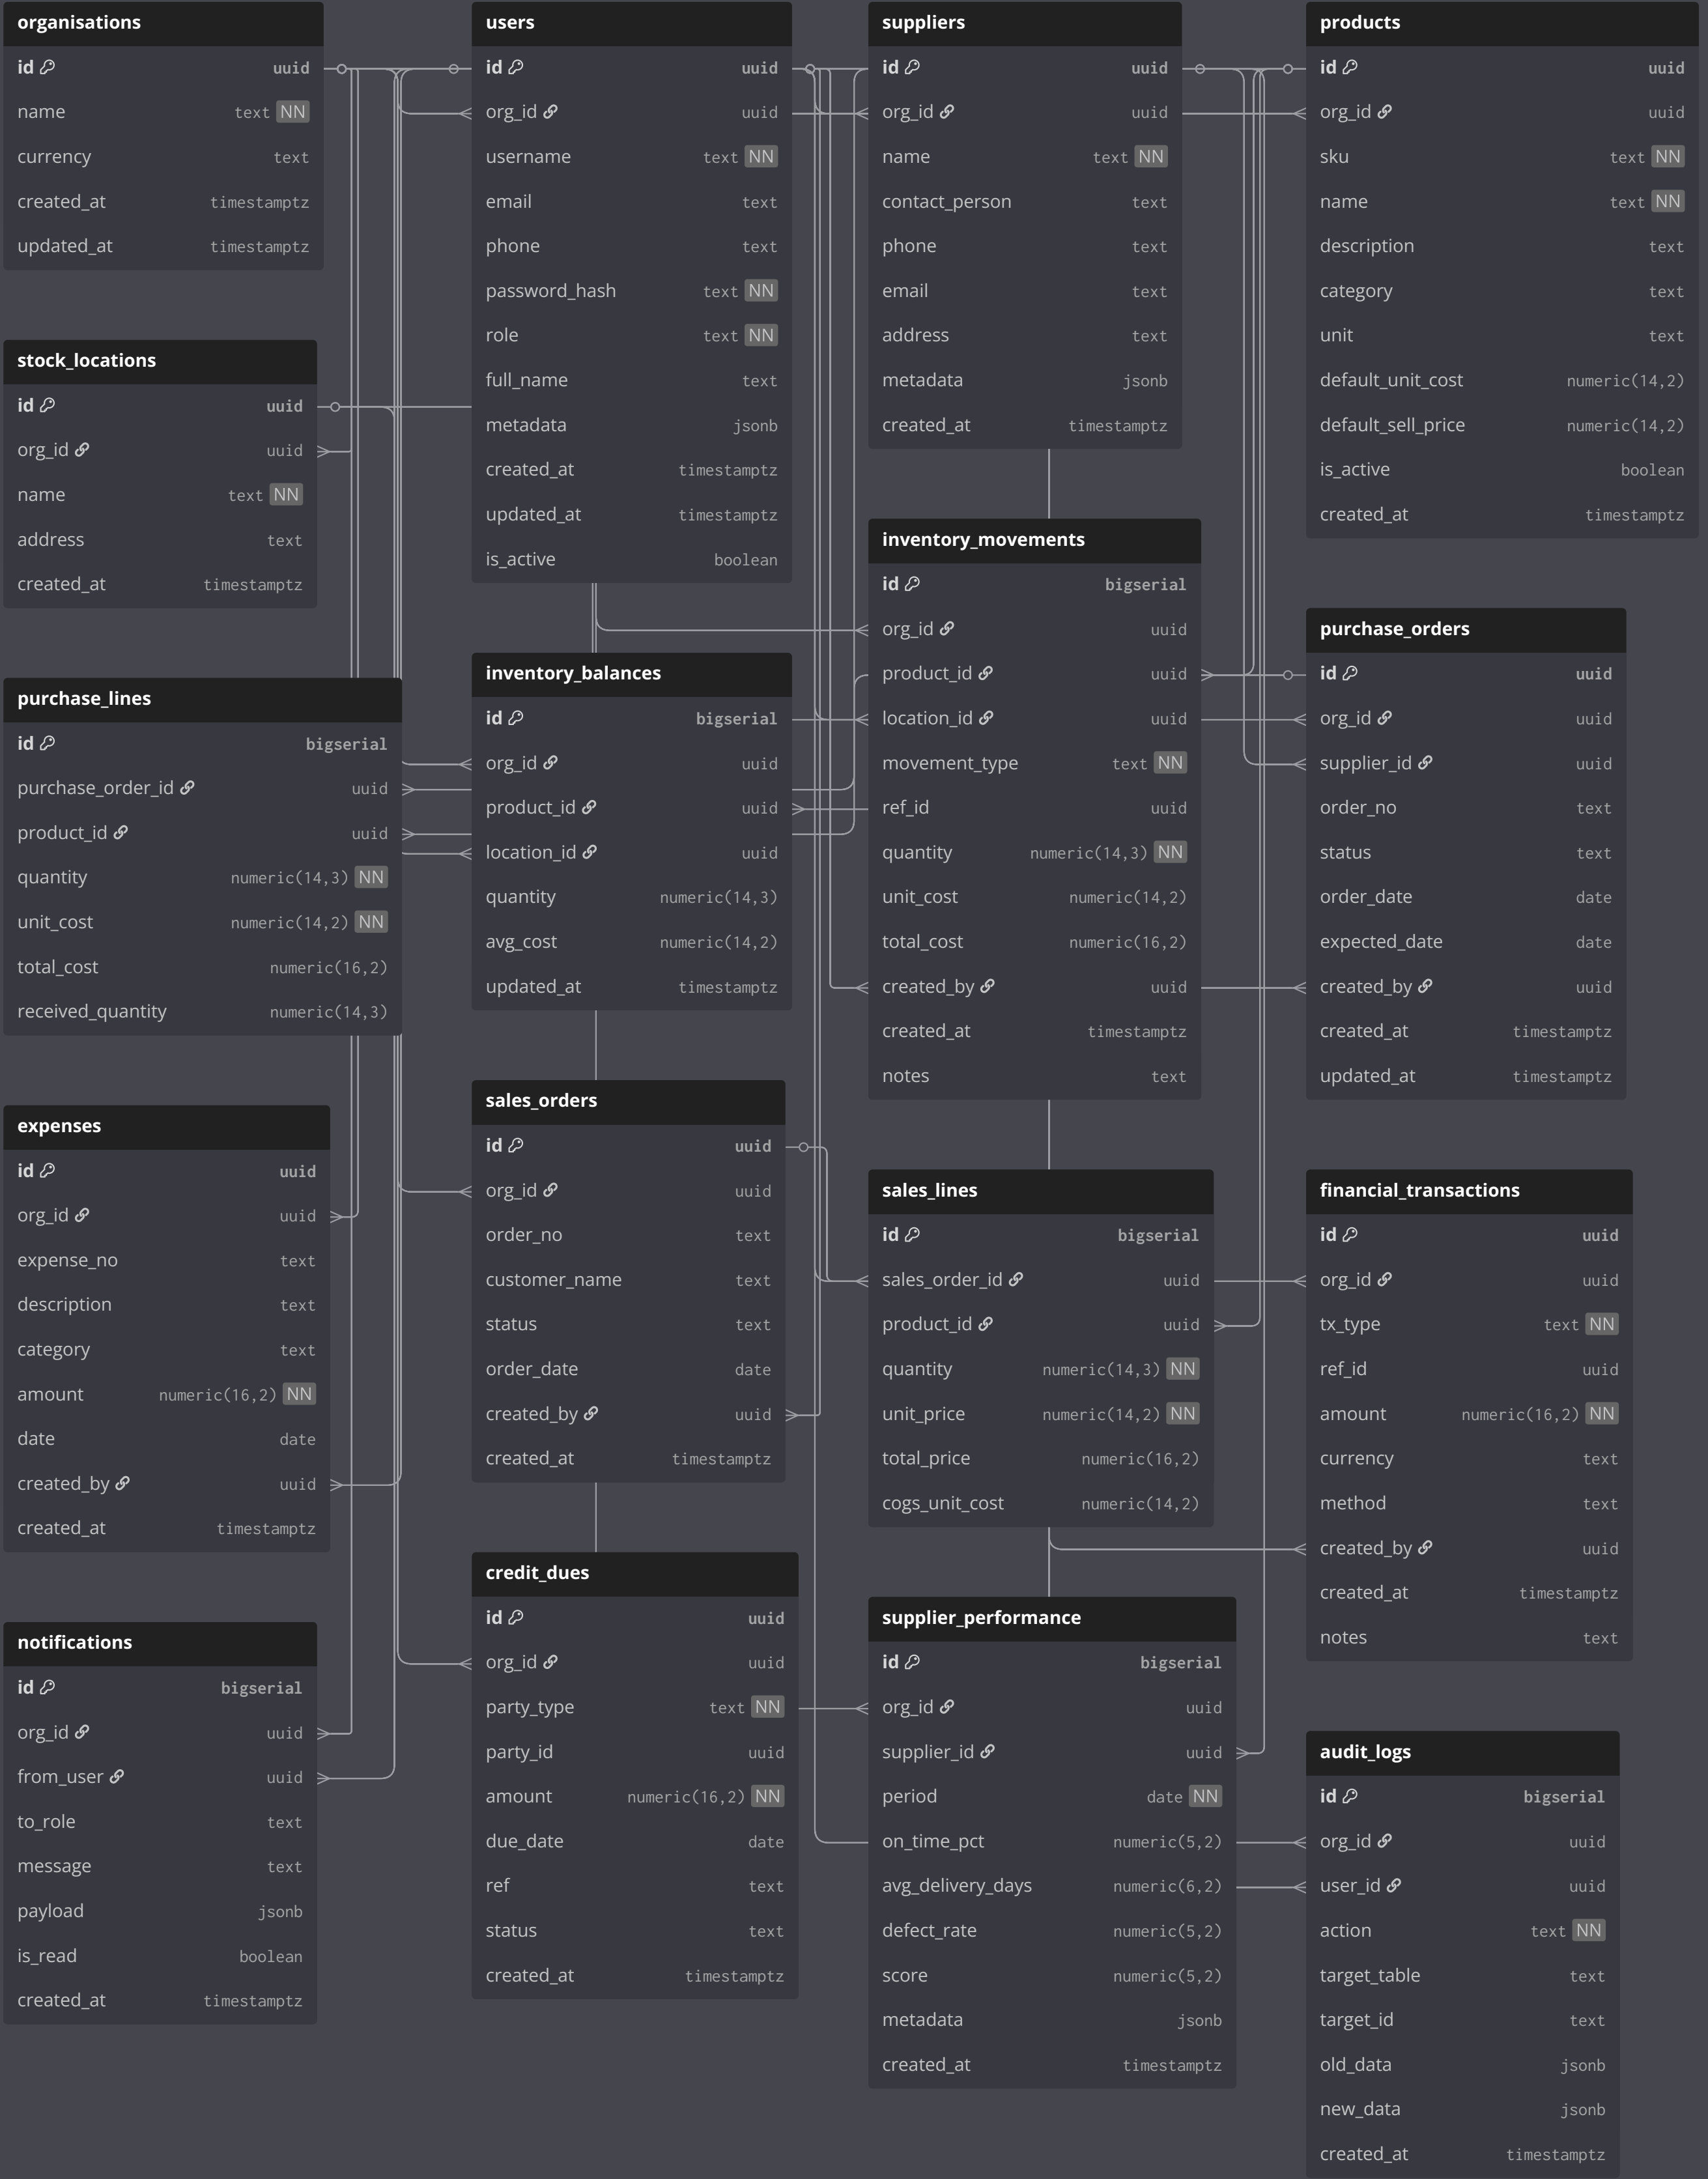 organisations
id uuid
name text NN
currency text
created_at timestamptz
updated_at timestamptz
users
id uuid
org_id uuid
username text NN
email text
phone text
password_hash text NN
role text NN
full_name text
metadata jsonb
created_at timestamptz
updated_at timestamptz
is_active boolean
suppliers
id uuid
org_id uuid
name text NN
contact_person text
phone text
email text
address text
metadata jsonb
created_at timestamptz
products
id uuid
org_id uuid
sku text NN
name text NN
description text
category text
unit text
default_unit_cost numeric(14,2)
default_sell_price numeric(14,2)
is_active boolean
created_at timestamptz
stock_locations
id uuid
org_id uuid
name text NN
address text
created_at timestamptz
inventory_movements
id bigserial
org_id uuid
product_id uuid
location_id uuid
movement_type text NN
ref_id uuid
quantity numeric(14,3) NN
unit_cost numeric(14,2)
total_cost numeric(16,2)
created_by uuid
created_at timestamptz
notes text
purchase_orders
id uuid
org_id uuid
supplier_id uuid
order_no text
status text
order_date date
expected_date date
created_by uuid
created_at timestamptz
updated_at timestamptz
inventory_balances
id bigserial
org_id uuid
product_id uuid
location_id uuid
quantity numeric(14,3)
avg_cost numeric(14,2)
updated_at timestamptz
purchase_lines
id bigserial
purchase_order_id uuid
product_id uuid
quantity numeric(14,3) NN
unit_cost numeric(14,2) NN
total_cost numeric(16,2)
received_quantity numeric(14,3)
sales_orders
id uuid
org_id uuid
order_no text
customer_name text
status text
order_date date
created_by uuid
created_at timestamptz
expenses
id uuid
org_id uuid
expense_no text
description text
category text
amount numeric(16,2) NN
date date
created_by uuid
created_at timestamptz
sales_lines
id bigserial
sales_order_id uuid
product_id uuid
quantity numeric(14,3) NN
unit_price numeric(14,2) NN
total_price numeric(16,2)
cogs_unit_cost numeric(14,2)
financial_transactions
id uuid
org_id uuid
tx_type text NN
ref_id uuid
amount numeric(16,2) NN
currency text
method text
created_by uuid
created_at timestamptz
notes text
credit_dues
id uuid
org_id uuid
party_type text NN
party_id uuid
amount numeric(16,2) NN
due_date date
ref text
status text
created_at timestamptz
supplier_performance
id bigserial
org_id uuid
supplier_id uuid
period date NN
on_time_pct numeric(5,2)
avg_delivery_days numeric(6,2)
defect_rate numeric(5,2)
score numeric(5,2)
metadata jsonb
created_at timestamptz
notifications
id bigserial
org_id uuid
from_user uuid
to_role text
message text
payload jsonb
is_read boolean
created_at timestamptz
audit_logs
id bigserial
org_id uuid
user_id uuid
action text NN
target_table text
target_id text
old_data jsonb
new_data jsonb
created_at timestamptz